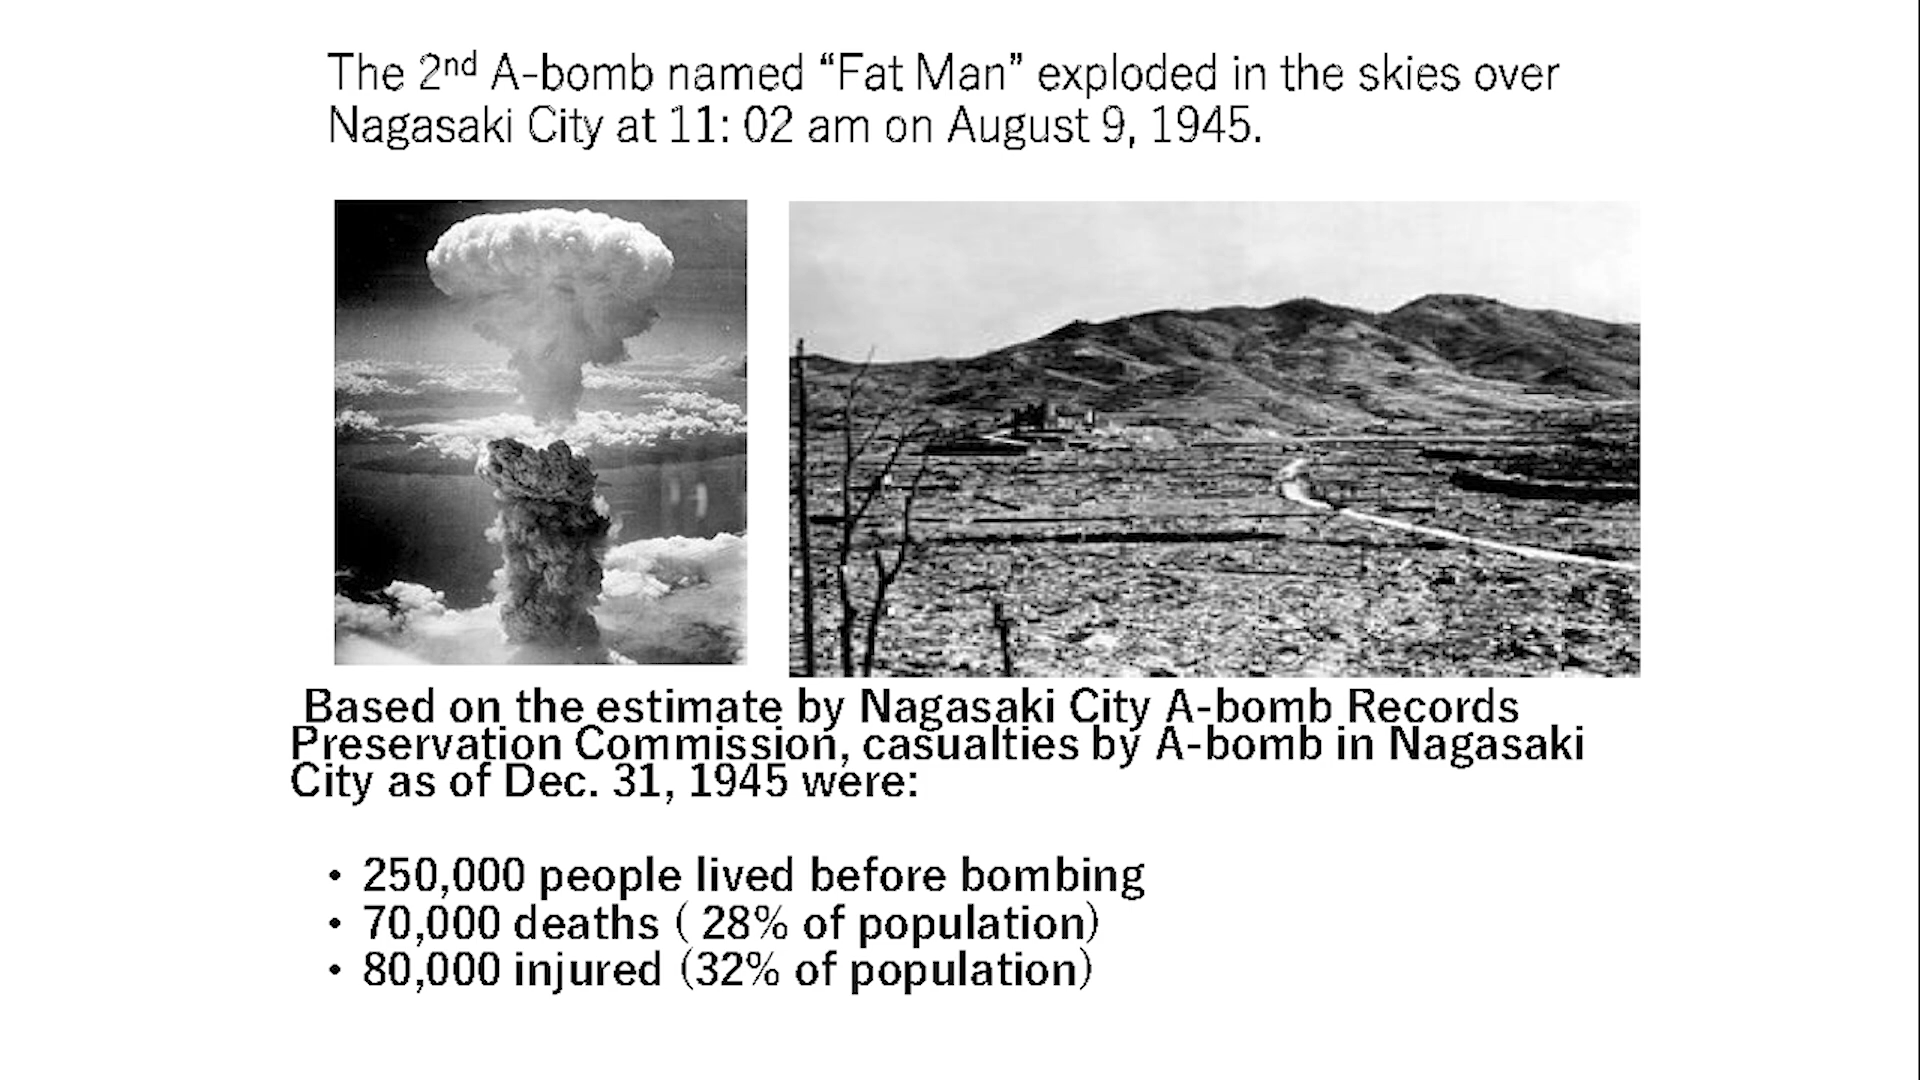 The 2nd A-bomb named “Fat Man” exploded in the skies over
Nagasaki City at 11: 02 am on August 9, 1945.
Based on the estimate by Nagasaki City A-bomb Records
Preservation Commission, casualties by A-bomb in Nagasaki
City as of Dec. 31, 1945 were:
• 250,000 people lived before bombing
• 70,000 deaths ( 28% of population)
• 80,000 injured (32% of population)